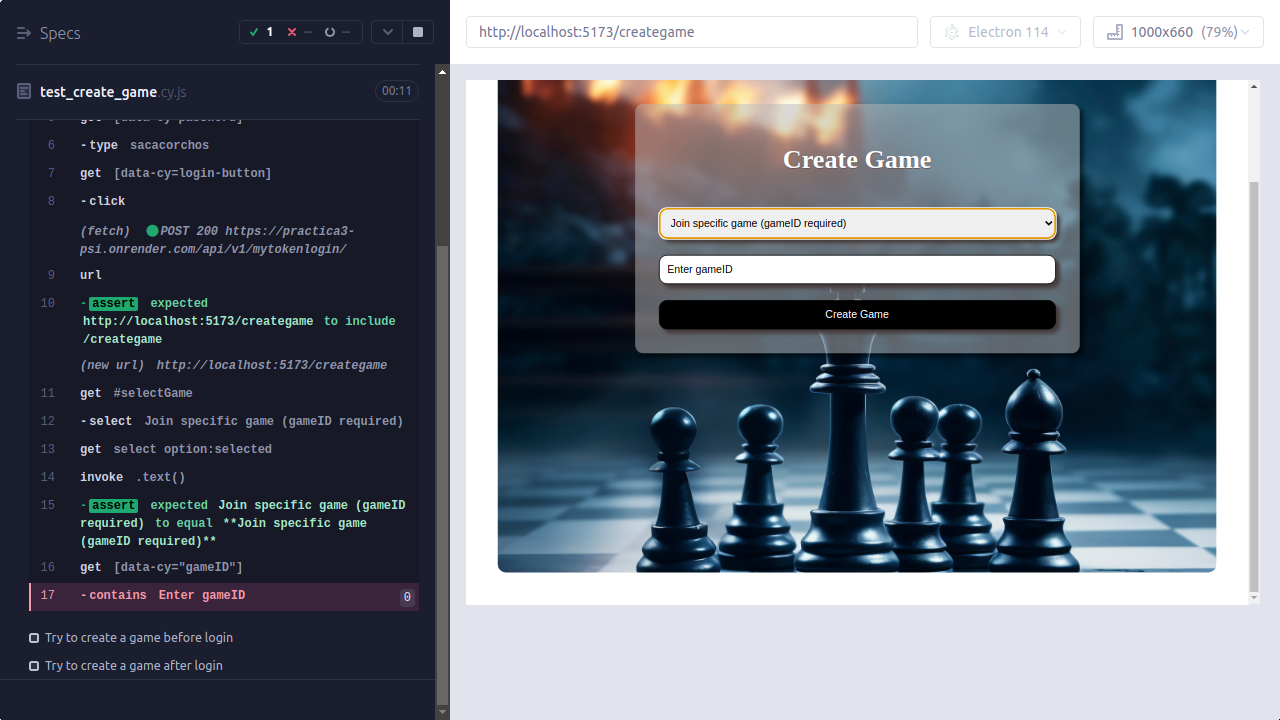 Specs
1
--
--
http://localhost:5173/creategame
Electron 114
1000x660 (79%)
test_create_game.cy.js
00:11
get [data-cy=password]
6 -type sacacorchos
7 get [data-cy=login-button]
8 -click
(fetch) POST 200 https://practica3-
psi.onrender.com/api/v1/mytokenlogin/
9 url
10 -assert expected
http://localhost:5173/creategame to include
/creategame
(new url) http://localhost:5173/creategame
11 get #selectGame
12 -select Join specific game (gameID required)
13 get select option:selected
14 invoke .text()
15 -assert expected Join specific game (gameID
required) to equal **Join specific game
(gameID required)**
16 get [data-cy="gameID"]
17 -contains Enter gameID 0
Try to create a game before login
Try to create a game after login
Create Game
Join specific game (gameID required)
Enter gameID
Create Game